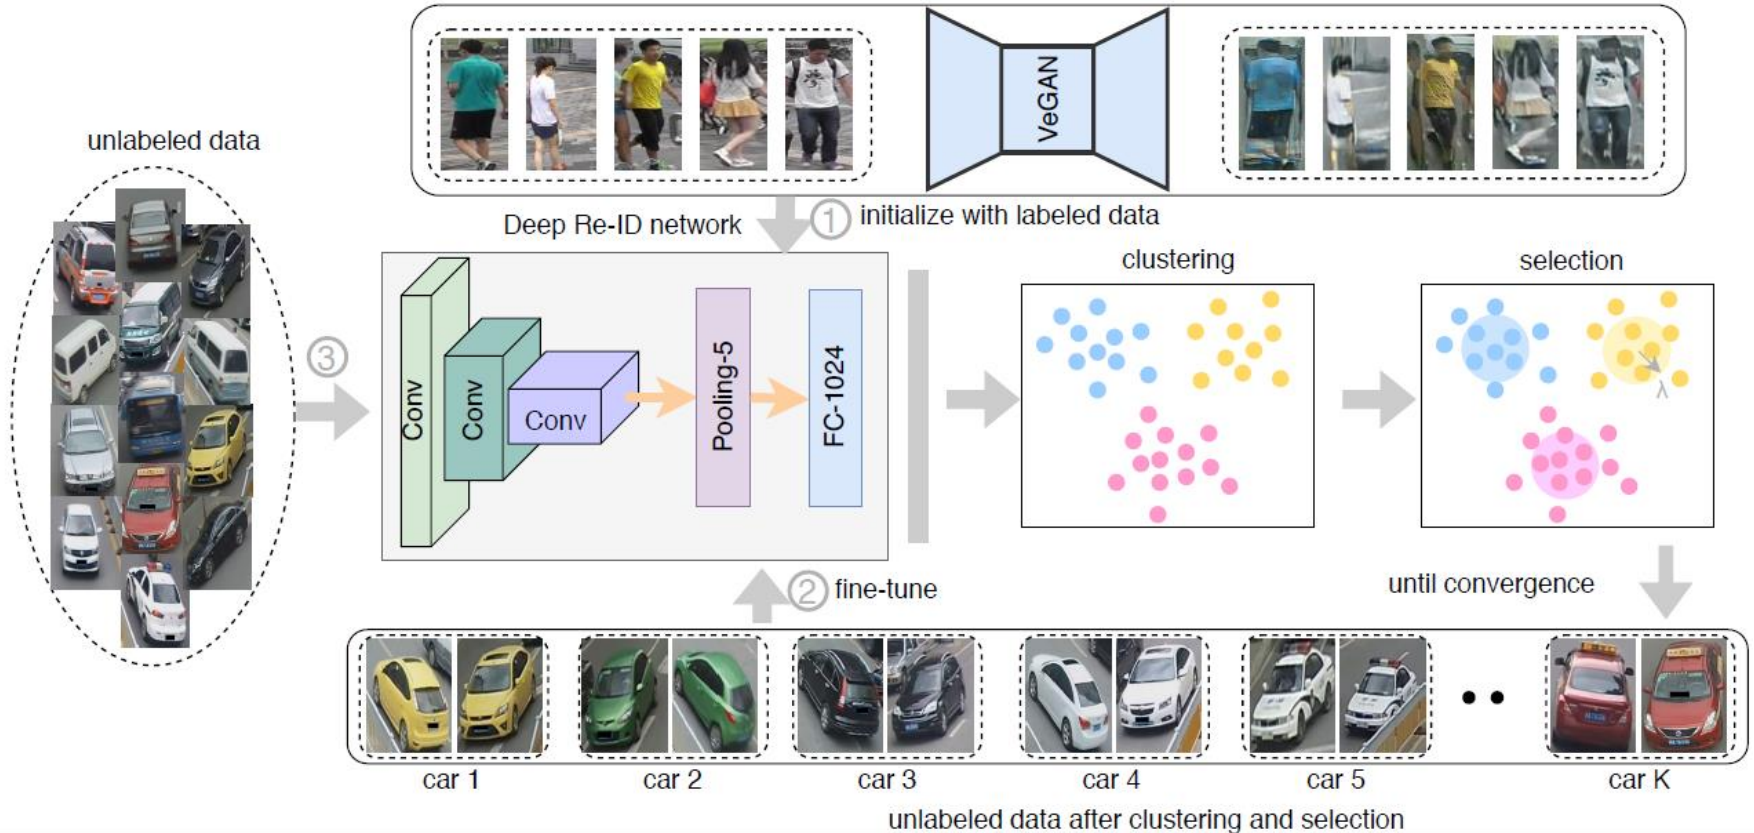 VeGAN
unlabeled data
Deep Re-ID network
① initialize with labeled data
clustering
selection
③
Conv
Conv
Conv
Pooling-5
FC-1024
λ
② fine-tune
until convergence
car 1
car 2
car 3
car 4
car 5
car K
unlabeled data after clustering and selection